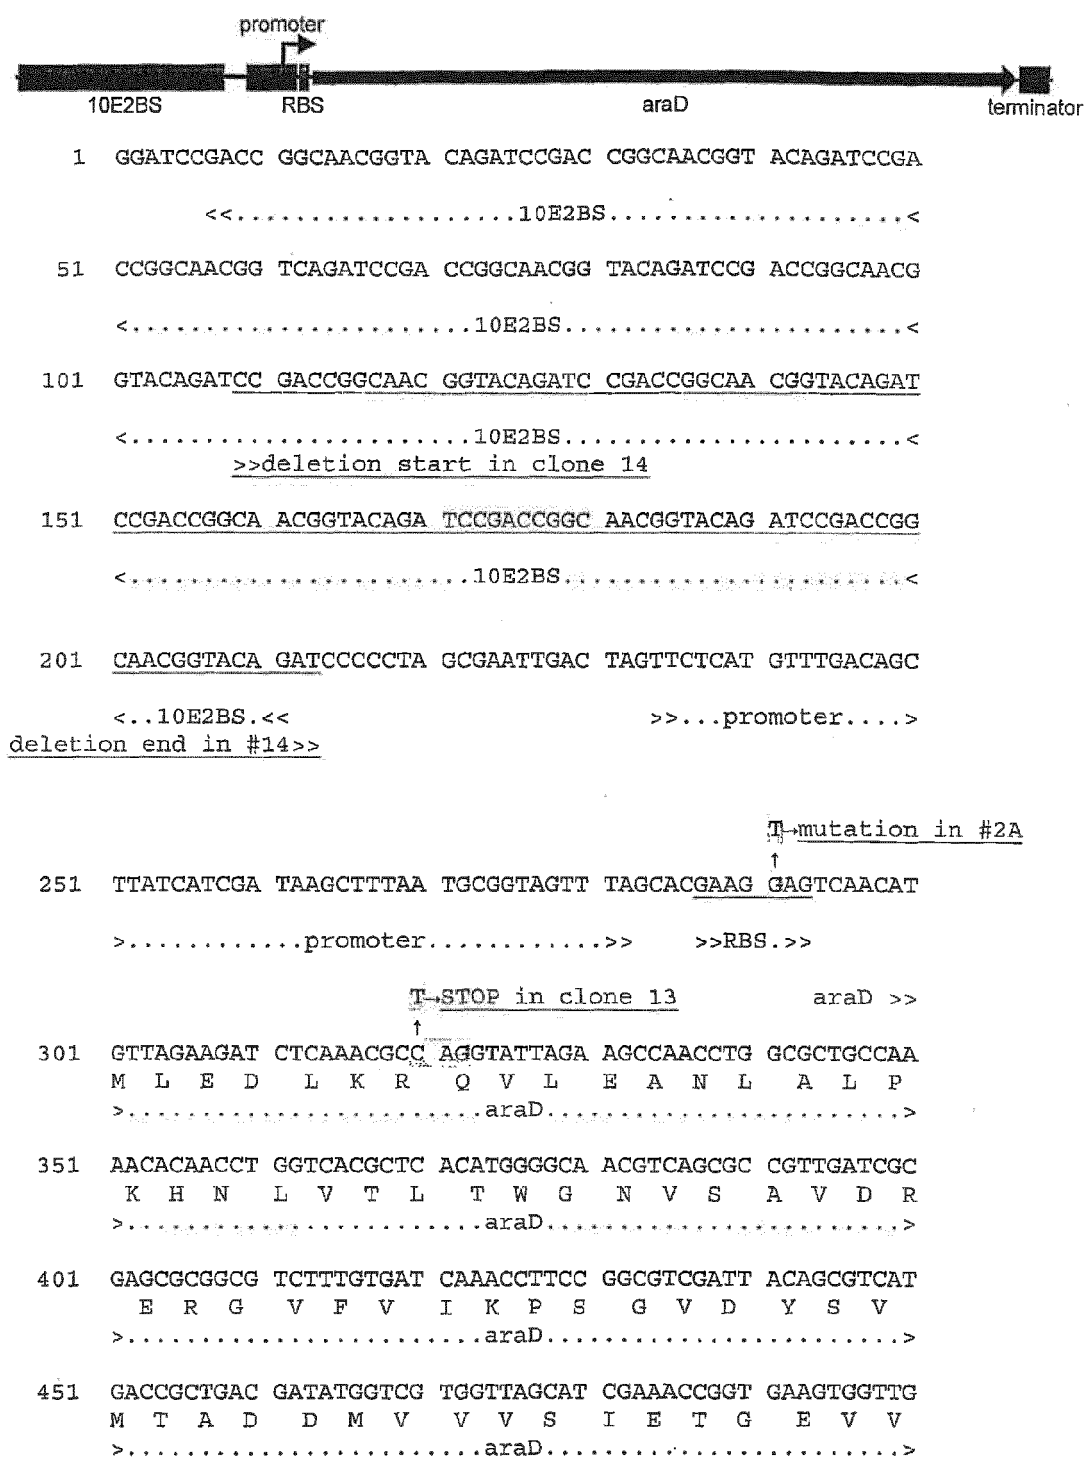 promoter
10E2BS RBS araD terminator
1 GGATCCGACC GGCAACGGTA CAGATCCGAC CGGCAACGGT ACAGATCCGA
<<...................10E2BS....................<
51 CCGGCAACGG TCAGATCCGA CCGGCAACGG TACAGATCCG ACCGGCAACG
<......................10E2BS.......................<
101 GTACAGATCC GACCGGCAAC GGTACAGATC CGACCGGCAA CGGTACAGAT
<......................10E2BS.......................<
>>deletion start in clone 14
151 CCGACCGGCA ACGGTACAGA TCCGACCGGC AACGGTACAG ATCCGACCGG
<......................10E2BS.......................<
201 CAACGGTACA GATCCCCCTA GCGAATTGAC TAGTTCTCAT GTTTGACAGC
<..10E2BS.<< >>...promoter....>
deletion end in #14>>
T→mutation in #2A
↑
251 TTATCATCGA TAAGCTTTAA TGCGGTAGTT TAGCACGAAG GAGTCAACAT
>............promoter............>> >>RBS.>>
T→STOP in clone 13 araD >>
↑
301 GTTAGAAGAT CTCAAACGCC AGGTATTAGA AGCCAACCTG GCGCTGCCAA
M L E D L K R Q V L E A N L A L P
>.......................araD.......................>
351 AACACAACCT GGTCACGCTC ACATGGGGCA ACGTCAGCGC CGTTGATCGC
K H N L V T L T W G N V S A V D R
>.......................araD.......................>
401 GAGCGCGGCG TCTTTGTGAT CAAACCTTCC GGCGTCGATT ACAGCGTCAT
E R G V F V I K P S G V D Y S V
>.......................araD.......................>
451 GACCGCTGAC GATATGGTCG TGGTTAGCAT CGAAACCGGT GAAGTGGTTG
M T A D D M V V V S I E T G E V V
>.......................araD.......................>